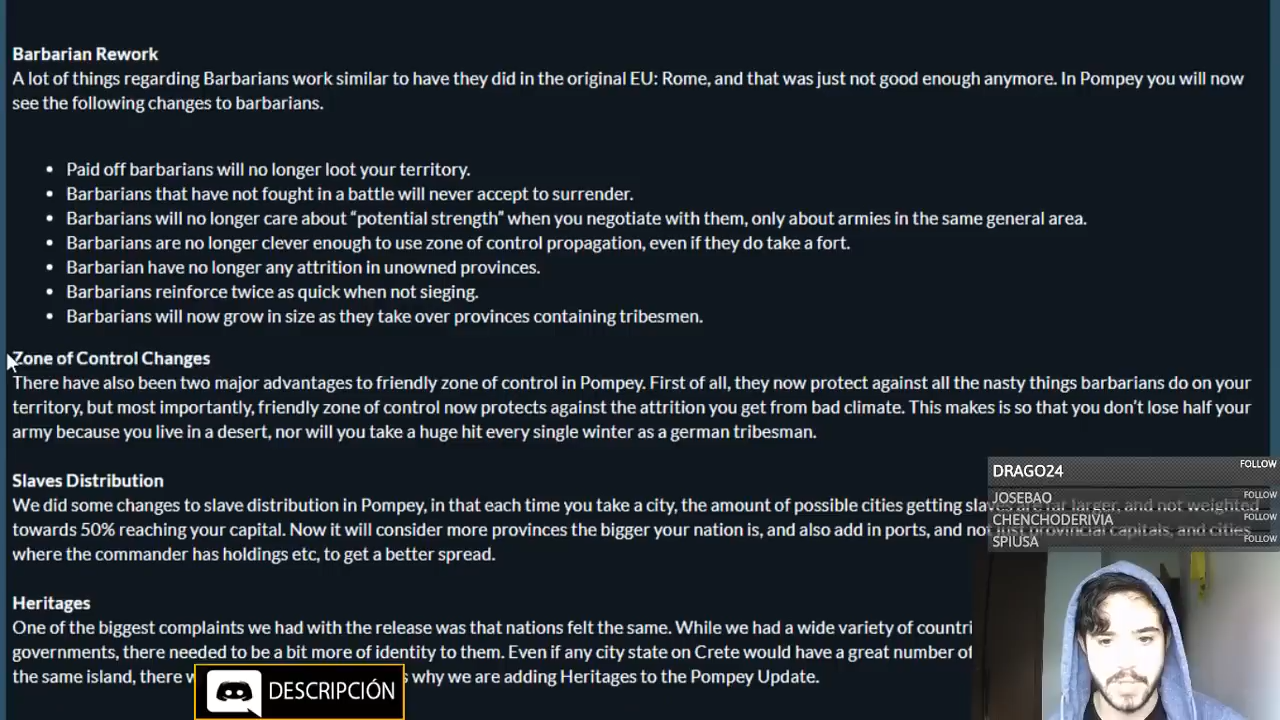 Barbarian Rework
A lot of things regarding Barbarians work similar to have they did in the original EU: Rome, and that was just not good enough anymore. In Pompey you will now
see the following changes to barbarians.
• Paid off barbarians will no longer loot your territory.
• Barbarians that have not fought in a battle will never accept to surrender.
• Barbarians will no longer care about “potential strength” when you negotiate with them, only about armies in the same general area.
• Barbarians are no longer clever enough to use zone of control propagation, even if they do take a fort.
• Barbarian have no longer any attrition in unowned provinces.
• Barbarians reinforce twice as quick when not sieging.
• Barbarians will now grow in size as they take over provinces containing tribesmen.
Zone of Control Changes
There have also been two major advantages to friendly zone of control in Pompey. First of all, they now protect against all the nasty things barbarians do on your
territory, but most importantly, friendly zone of control now protects against the attrition you get from bad climate. This makes is so that you don’t lose half your
army because you live in a desert, nor will you take a huge hit every single winter as a german tribesman.
Slaves Distribution
We did some changes to slave distribution in Pompey, in that each time you take a city, the amount of possible cities getting slaves are far larger, and not weighted
towards 50% reaching your capital. Now it will consider more provinces the bigger your nation is, and also add in ports, and not just provincial capitals, and cities
where the commander has holdings etc, to get a better spread.
Heritages
One of the biggest complaints we had with the release was that nations felt the same. While we had a wide variety of countri
governments, there needed to be a bit more of identity to them. Even if any city state on Crete would have a great number of
the same island, there why we are adding Heritages to the Pompey Update.
DRAGO24 FOLLOW
JOSEBAO FOLLOW
CHENCHODERIVIA FOLLOW
SPIUSA FOLLOW
DESCRIPCIÓN